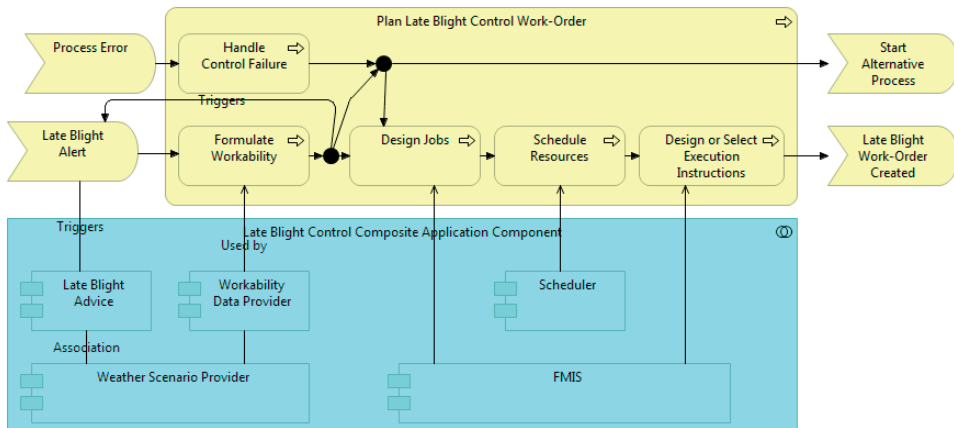 Plan Late Blight Control Work-Order
Process Error
Handle
Control Failure
Start
Alternative
Process
Triggers
Late Blight
Alert
Formulate
Workability
Design Jobs
Schedule
Resources
Design or Select
Execution
Instructions
Late Blight
Work-Order
Created
Triggers
Late Blight Control Composite Application Component
Used by
Late Blight
Advice
Workability
Data Provider
Scheduler
Association
Weather Scenario Provider
FMIS